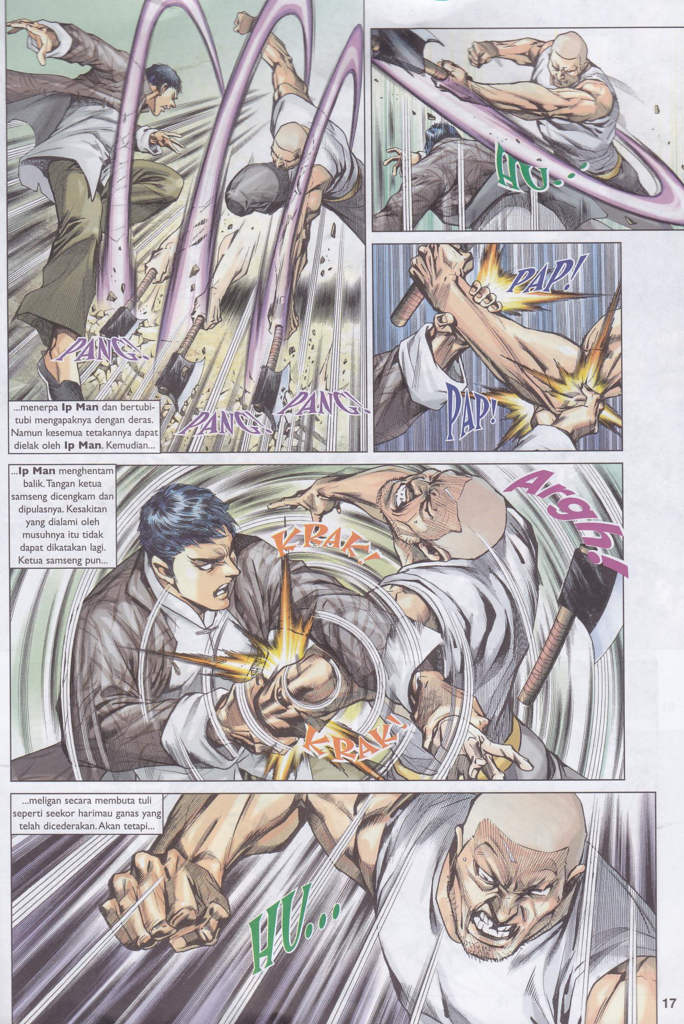 HU...
PANG!
PANG!
PANG!
...menerpa Ip Man dan bertubi-
tubi mengapaknya dengan deras.
Namun kesemua tetakannya dapat
dielak oleh Ip Man. Kemudian...
PAP!
PAP!
...Ip Man menghentam
balik. Tangan ketua
samseng dicengkam dan
dipulasnya. Kesakitan
yang dialami oleh
musuhnya itu tidak
dapat dikatakan lagi.
Ketua samseng pun...
KRAK!
Argh!
KRAK!
...meligan secara membuta tuli
seperti seekor harimau ganas yang
telah dicederakan. Akan tetapi...
HU...
17